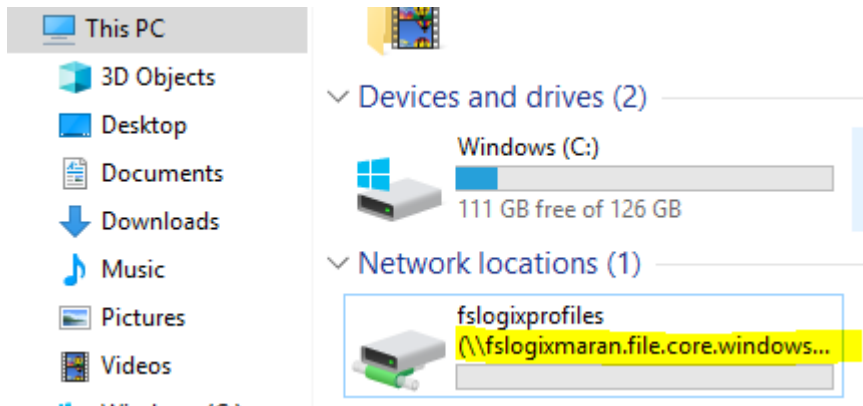 This PC
3D Objects
Desktop
Documents
Downloads
Music
Pictures
Videos
Devices and drives (2)
Windows (C:)
111 GB free of 126 GB
Network locations (1)
fslogixprofiles
(\\fslogixmaran.file.core.windows...